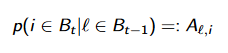 p(i ∈ B_t|ℓ ∈ B_{t−1}) =: A_{ℓ,i}